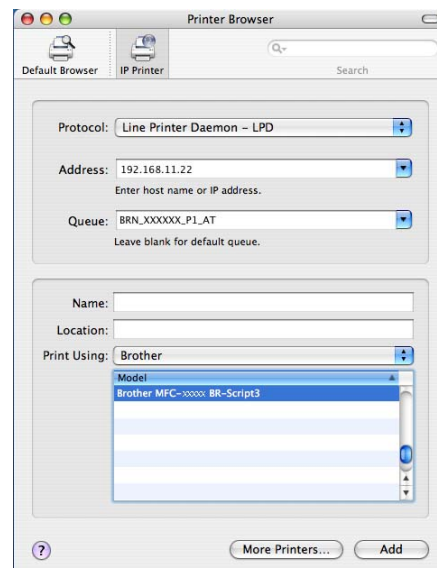 Printer Browser
Default Browser
IP Printer
Search
Protocol: Line Printer Daemon – LPD
Address: 192.168.11.22
Enter host name or IP address.
Queue: BRN_XXXXXX_P1_AT
Leave blank for default queue.
Name:
Location:
Print Using: Brother
Model
Brother MFC-xxxxx BR-Script3
?
More Printers...
Add